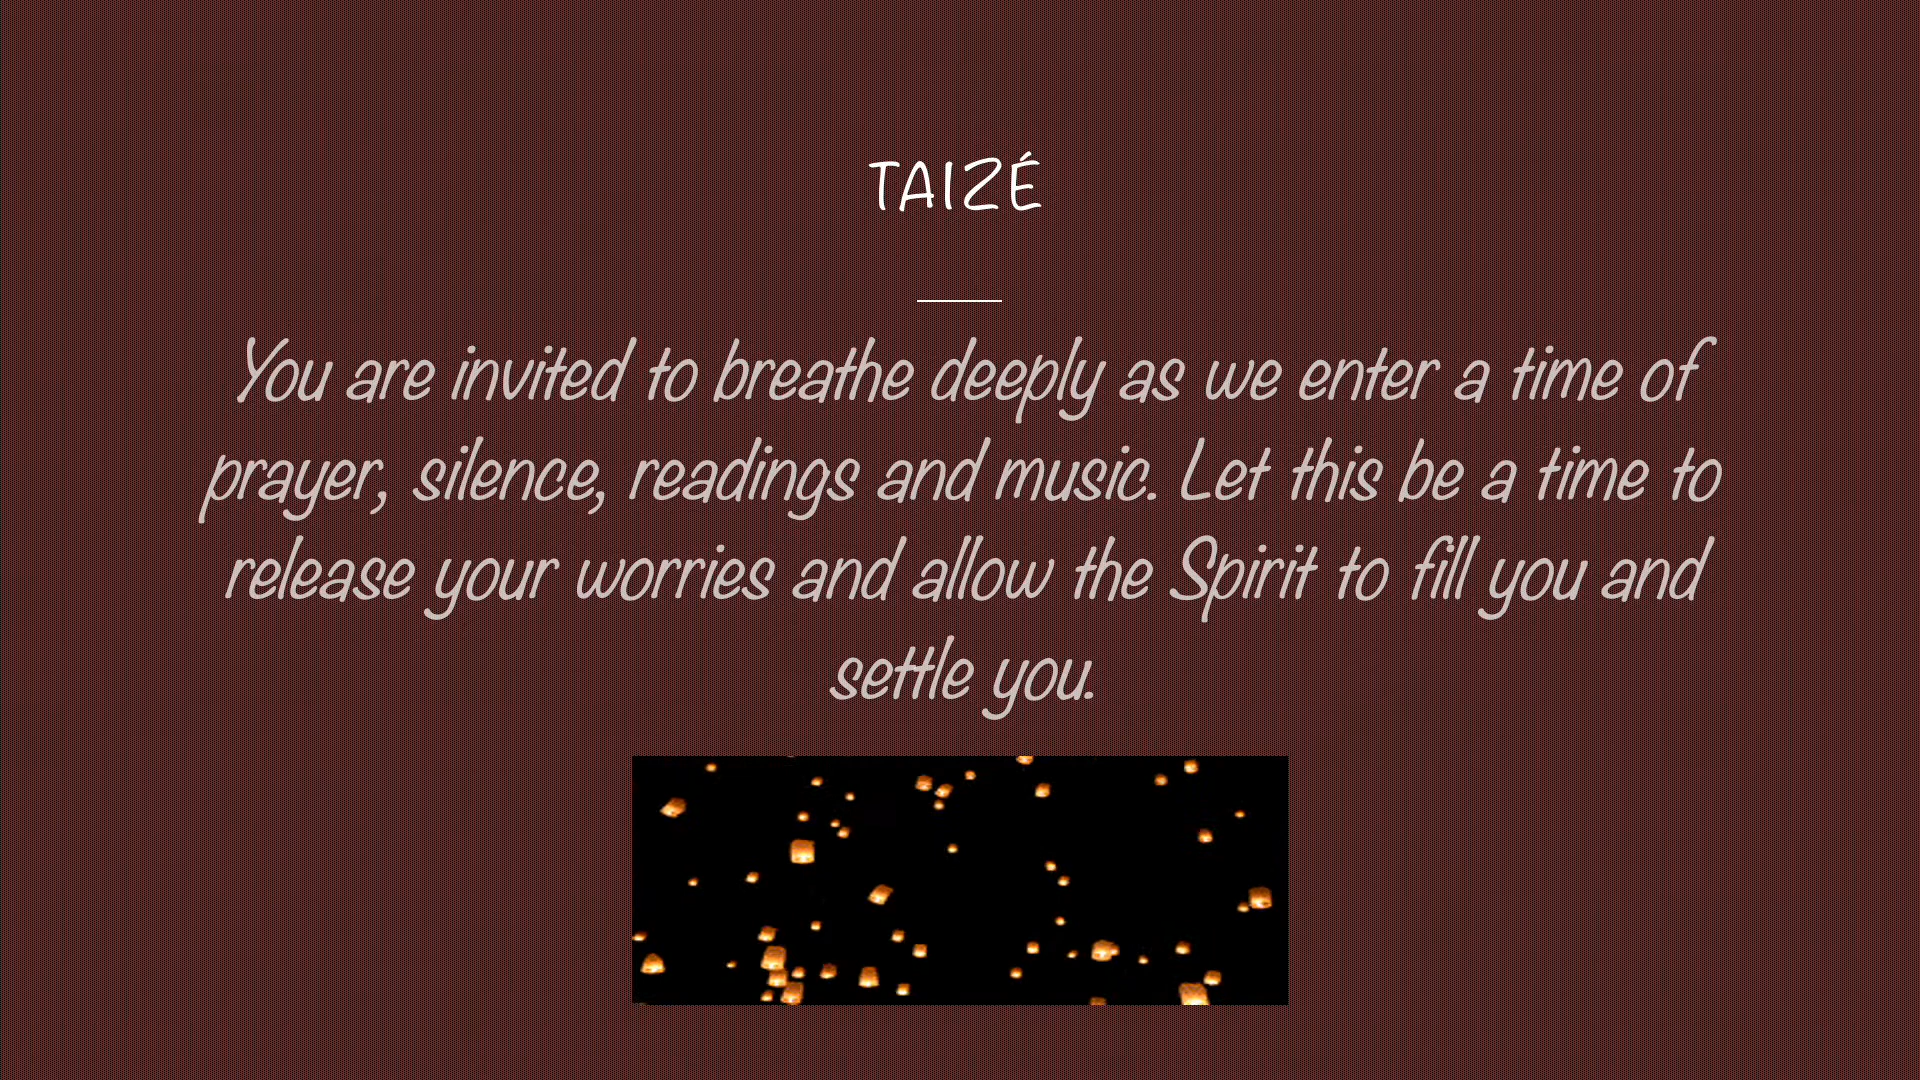 TAIZÉ
You are invited to breathe deeply as we enter a time of
prayer, silence, readings and music. Let this be a time to
release your worries and allow the Spirit to fill you and
settle you.